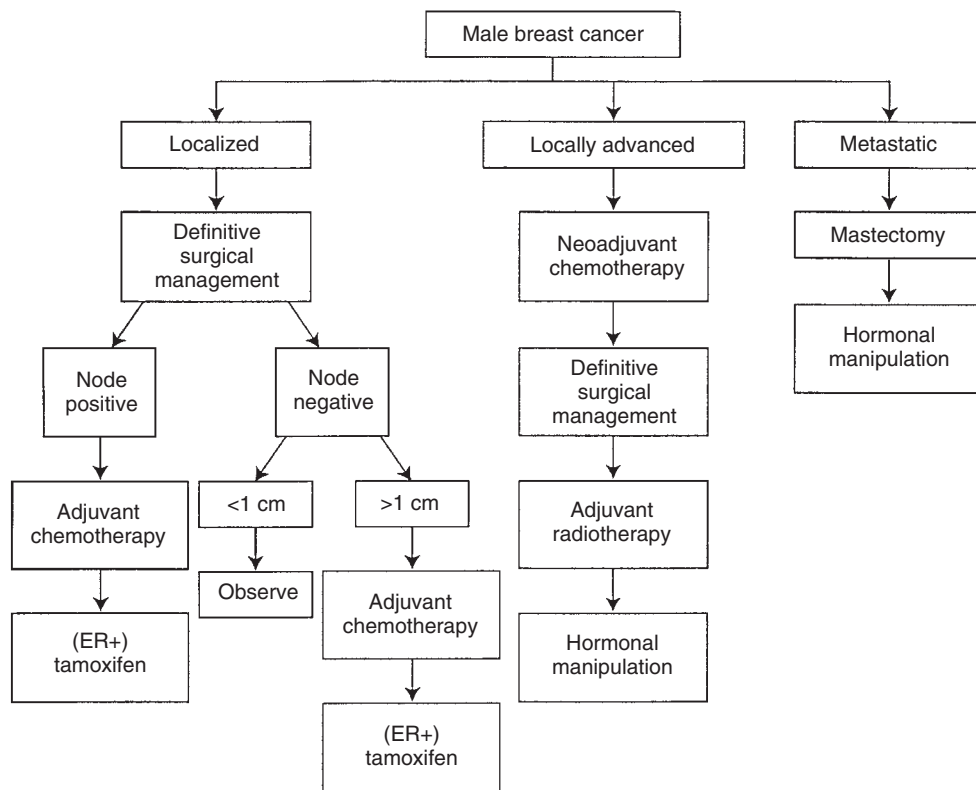 Male breast cancer
Localized
Locally advanced
Metastatic
Definitive
surgical
management
Neoadjuvant
chemotherapy
Mastectomy
Hormonal
manipulation
Node
positive
Node
negative
Definitive
surgical
management
Adjuvant
chemotherapy
<1 cm
>1 cm
Adjuvant
radiotherapy
Observe
Adjuvant
chemotherapy
(ER+)
tamoxifen
Hormonal
manipulation
(ER+)
tamoxifen